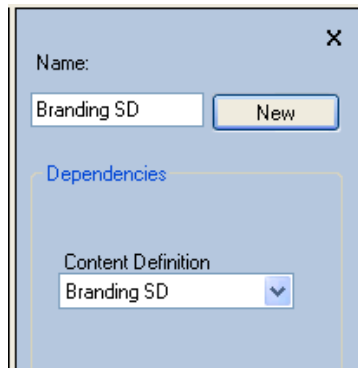 Name:
Branding SD New
Dependencies
Content Definition
Branding SD